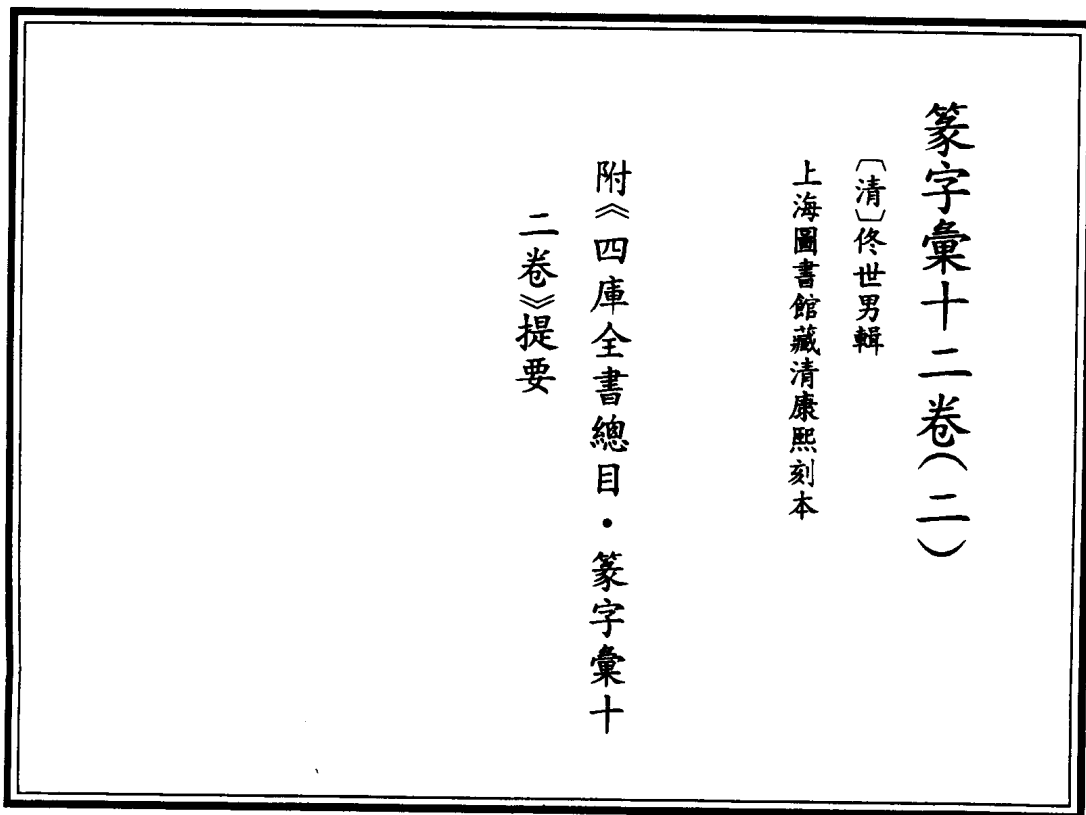 篆字彙十二卷(二)
〔清〕佟世男輯
上海圖書館藏清康熙刻本
附《四庫全書總目·篆字彙十
二卷》提要